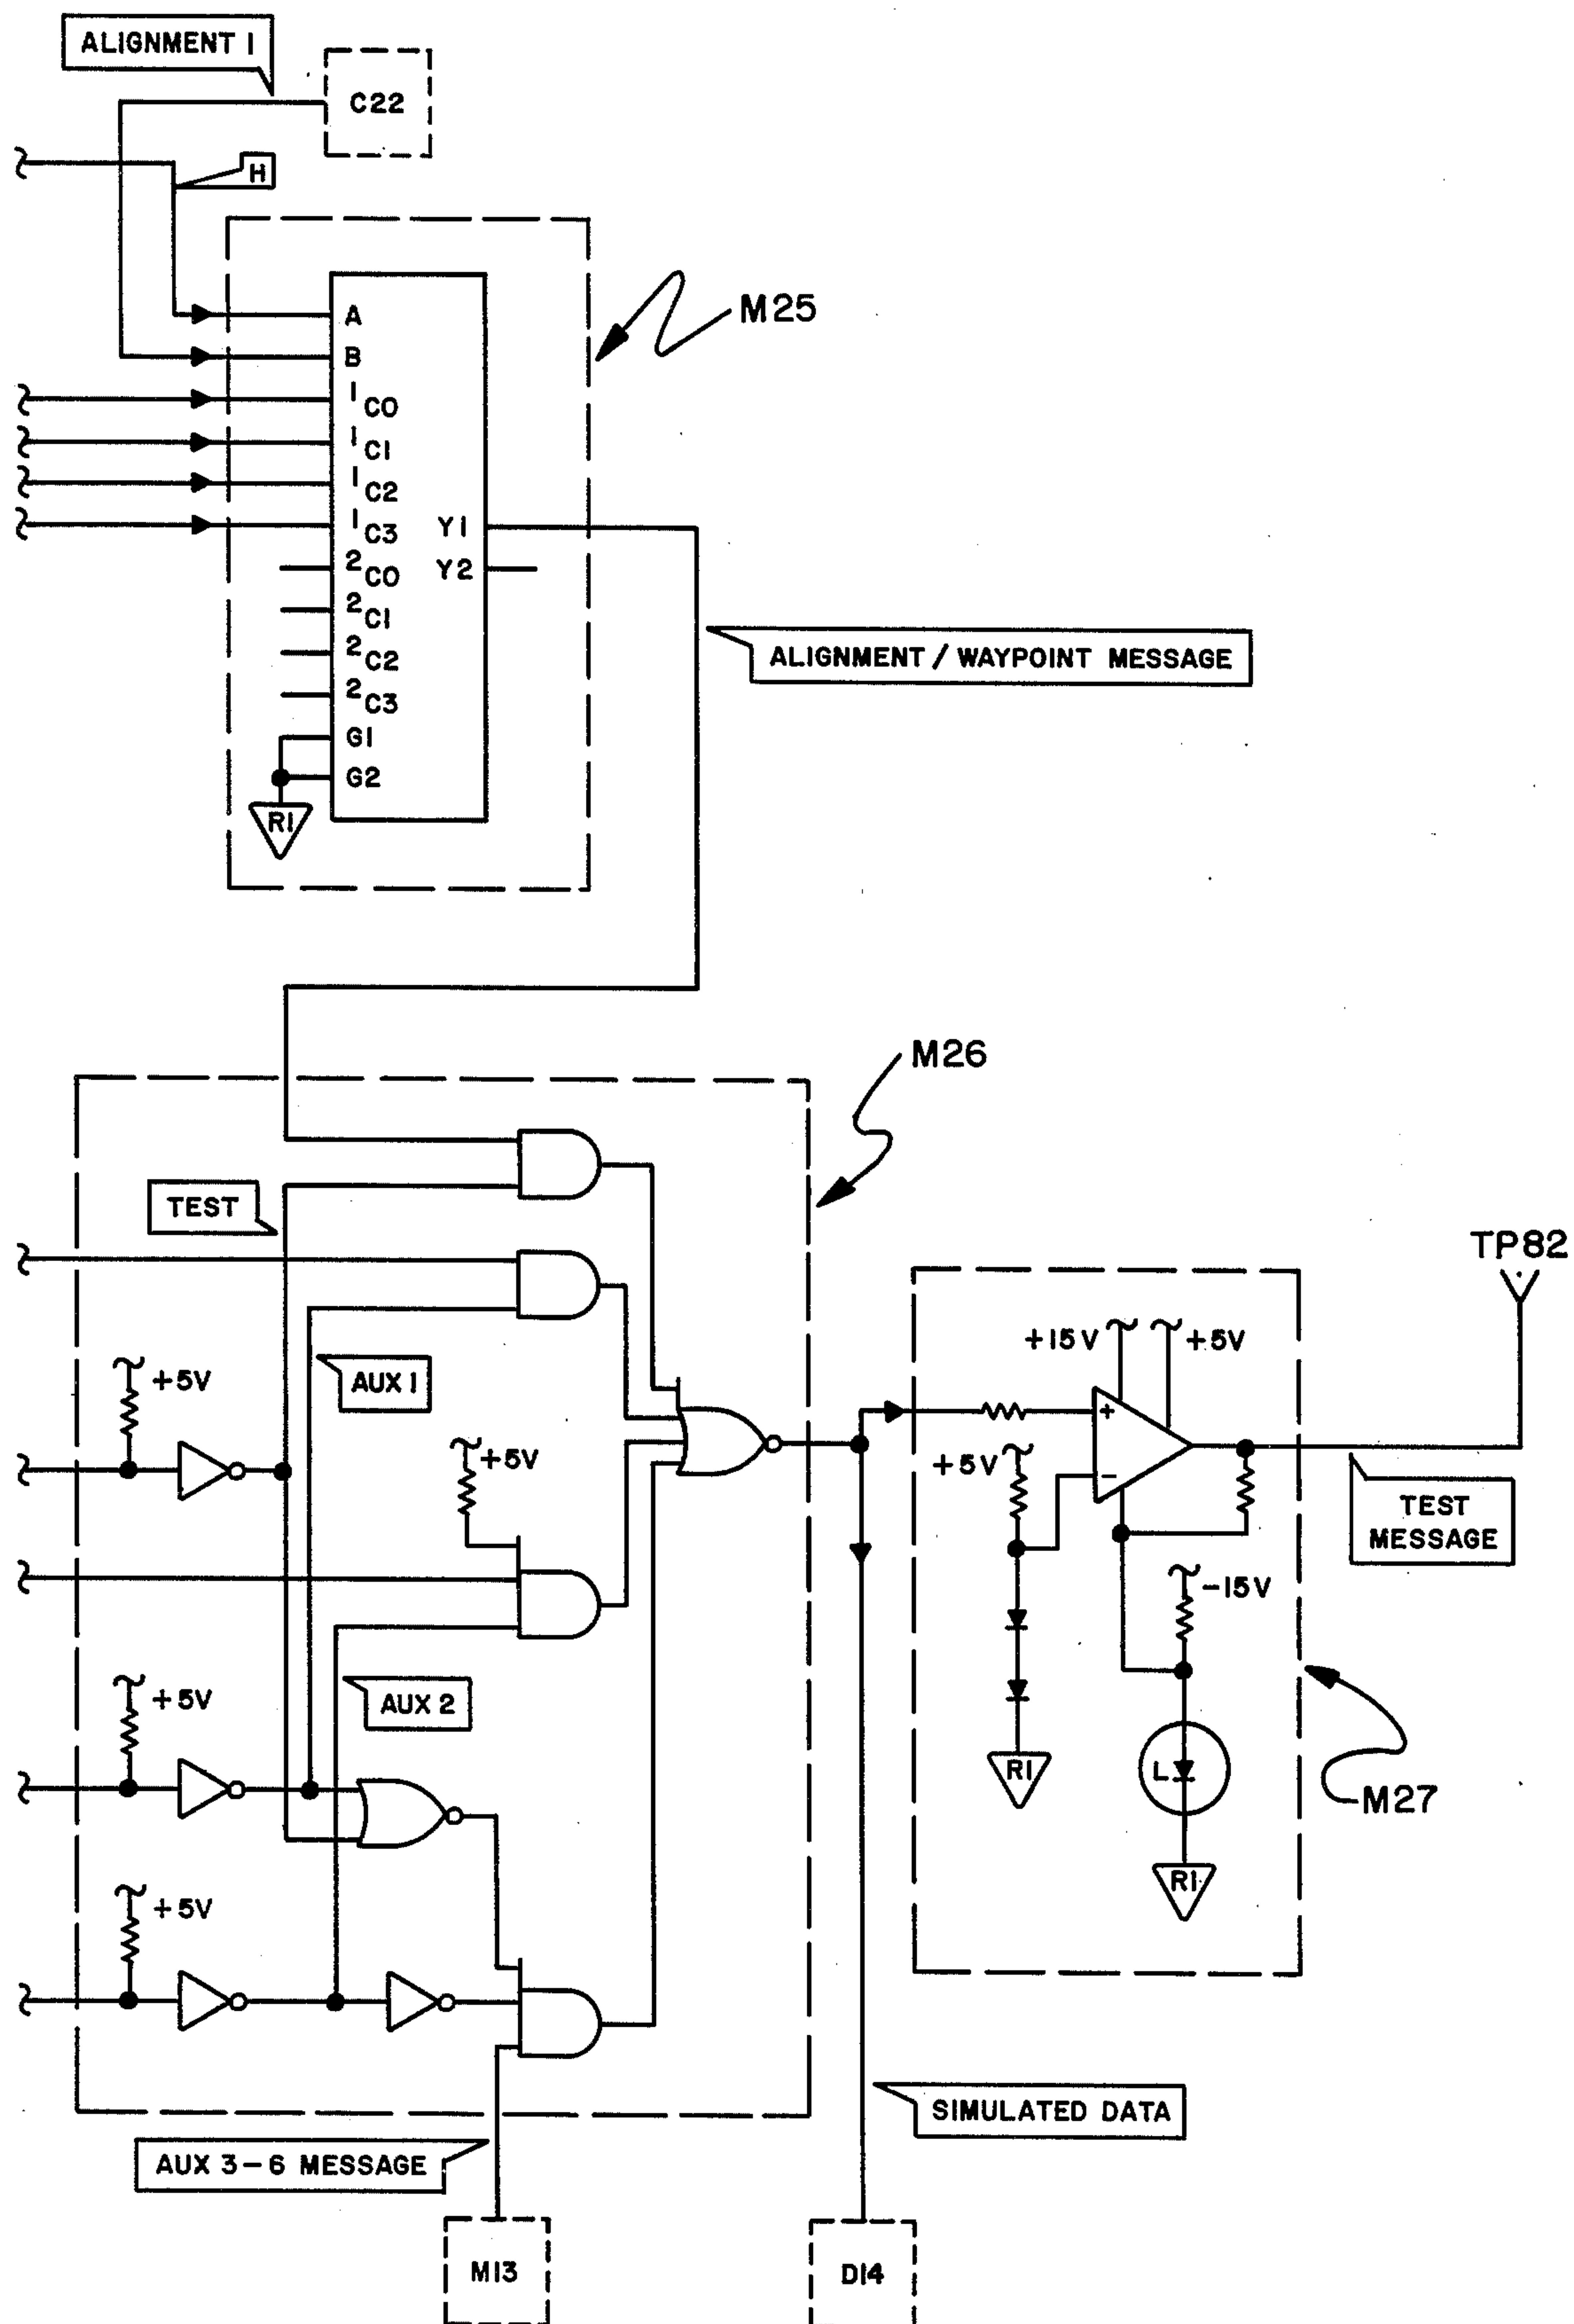 ALIGNMENT 1
C22
H
M25
A
B
1C0
1C1
1C2
1C3
Y1
2C0
Y2
2C1
2C2
2C3
G1
G2
R1
ALIGNMENT / WAYPOINT MESSAGE
M26
TEST
TP82
+15V
+5V
+5V
AUX 1
+
+5V
+5V
-
TEST
MESSAGE
-15V
+5V
AUX 2
R1
L
M27
R1
+5V
SIMULATED DATA
AUX 3-6 MESSAGE
M13
D14